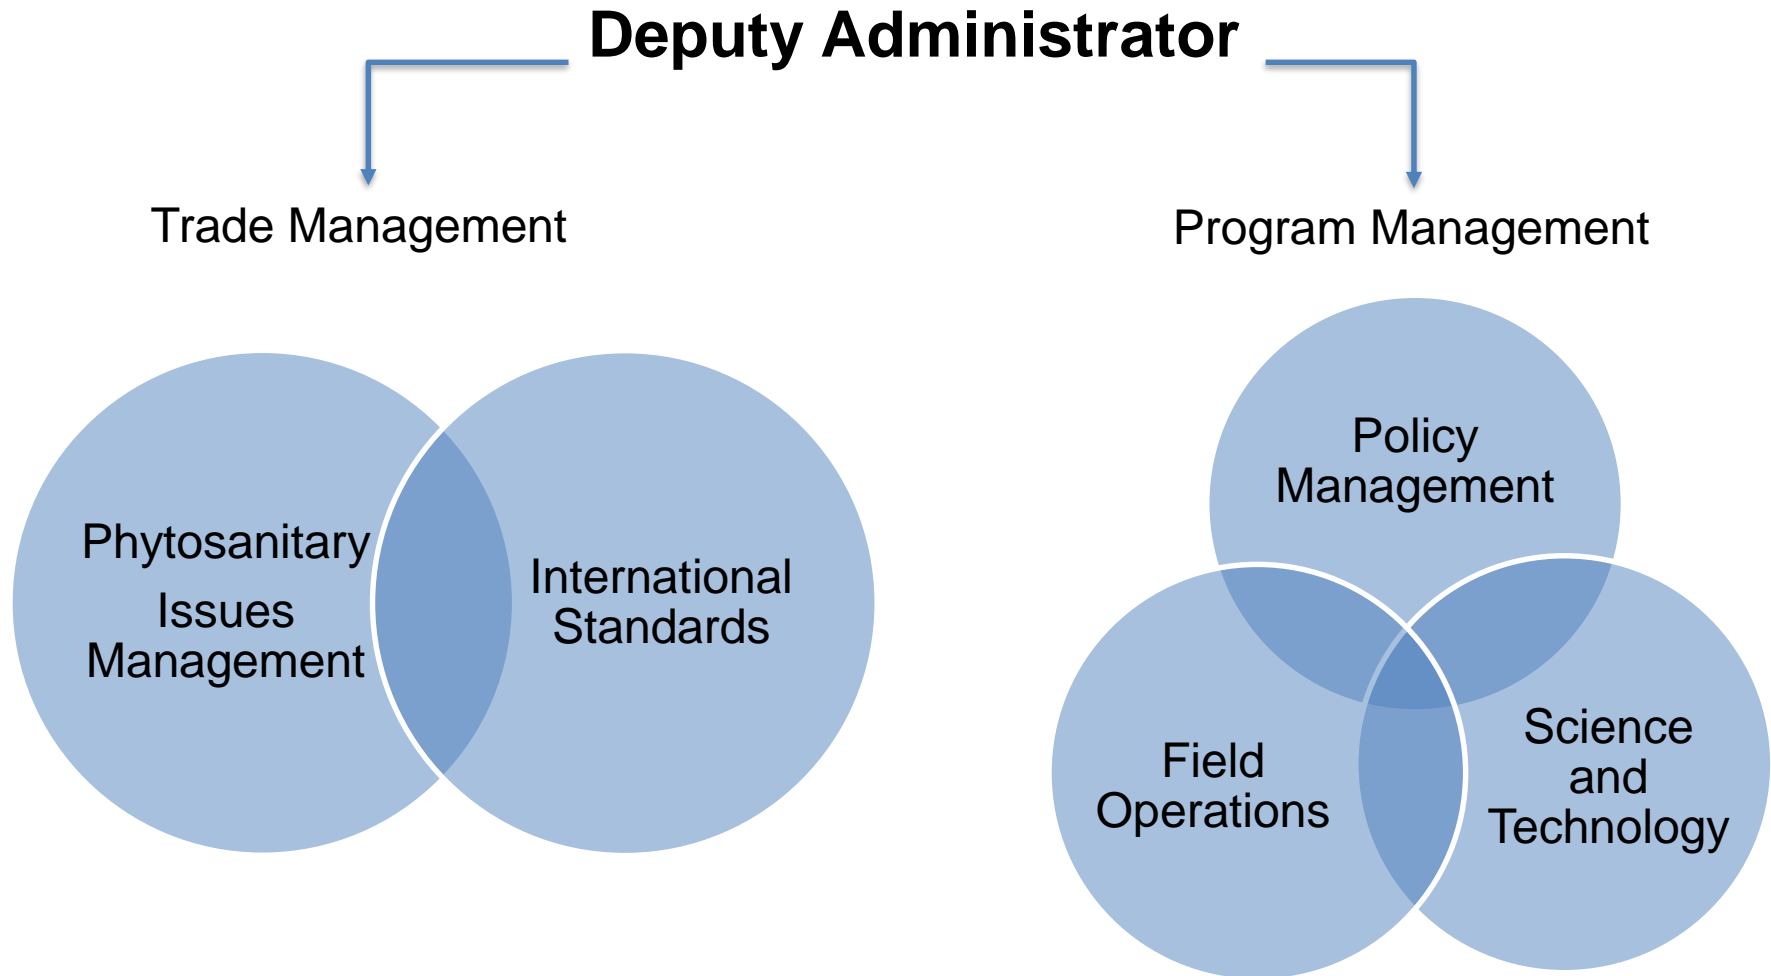 Deputy Administrator
Trade Management
Program Management
Phytosanitary
Issues
Management
International
Standards
Policy
Management
Field
Operations
Science
and
Technology